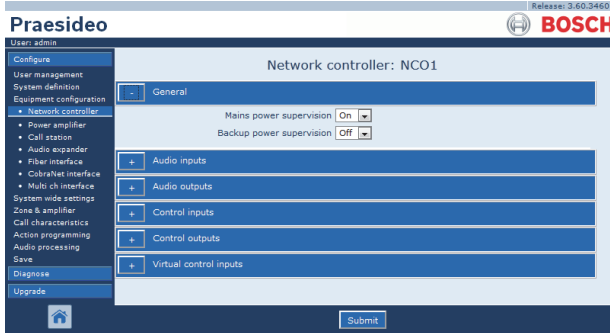 Release: 3.60.3460
Praesideo
BOSCH
User: admin
Configure
User management
System definition
Equipment configuration
• Network controller
• Power amplifier
• Call station
• Audio expander
• Fiber interface
• CobraNet interface
• Multi ch interface
System wide settings
Zone & amplifier
Call characteristics
Action programming
Audio processing
Save
Diagnose
Upgrade
Network controller: NCO1
- General
Mains power supervision On
Backup power supervision Off
+ Audio inputs
+ Audio outputs
+ Control inputs
+ Control outputs
+ Virtual control inputs
Submit